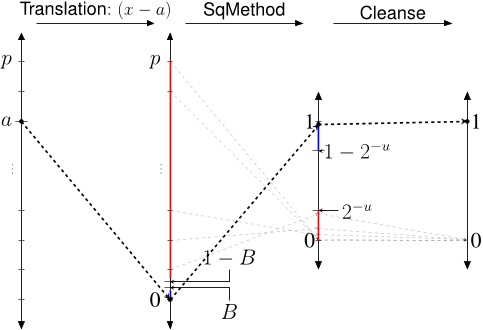 Translation: (x − a) SqMethod Cleanse
p p
a 1 1
1 − 2^{−u}
2^{−u}
0 0
1 − B
0
B